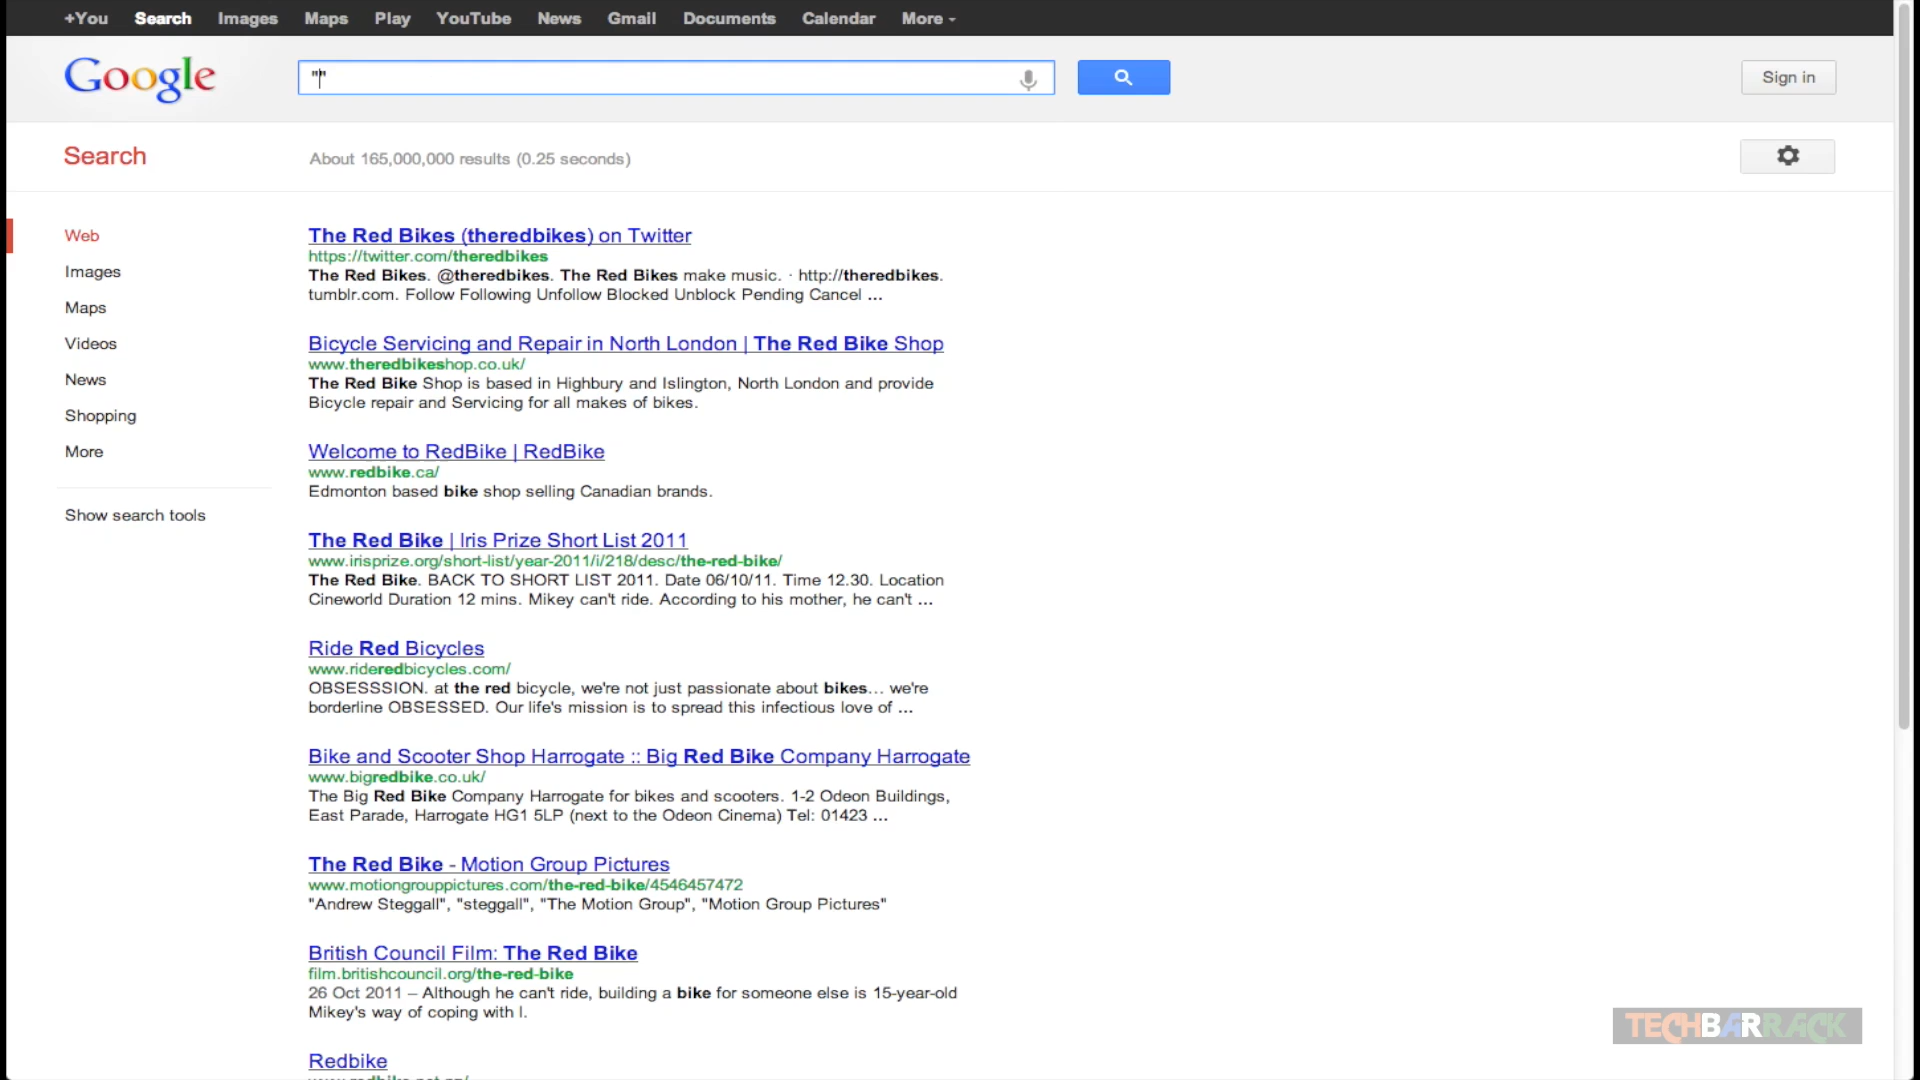 +You Search Images Maps Play YouTube News Gmail Documents Calendar More
Google
""
Sign in
Search
About 165,000,000 results (0.25 seconds)
Web
Images
Maps
Videos
News
Shopping
More
Show search tools
The Red Bikes (theredbikes) on Twitter
https://twitter.com/theredbikes
The Red Bikes. @theredbikes. The Red Bikes make music. · http://theredbikes.
tumblr.com. Follow Following Unfollow Blocked Unblock Pending Cancel ...
Bicycle Servicing and Repair in North London | The Red Bike Shop
www.theredbikeshop.co.uk/
The Red Bike Shop is based in Highbury and Islington, North London and provide
Bicycle repair and Servicing for all makes of bikes.
Welcome to RedBike | RedBike
www.redbike.ca/
Edmonton based bike shop selling Canadian brands.
The Red Bike | Iris Prize Short List 2011
www.irisprize.org/short-list/year-2011/i/218/desc/the-red-bike/
The Red Bike. BACK TO SHORT LIST 2011. Date 06/10/11. Time 12.30. Location
Cineworld Duration 12 mins. Mikey can't ride. According to his mother, he can't ...
Ride Red Bicycles
www.rideredbicycles.com/
OBSESSSION. at the red bicycle, we're not just passionate about bikes... we're
borderline OBSESSED. Our life's mission is to spread this infectious love of ...
Bike and Scooter Shop Harrogate :: Big Red Bike Company Harrogate
www.bigredbike.co.uk/
The Big Red Bike Company Harrogate for bikes and scooters. 1-2 Odeon Buildings,
East Parade, Harrogate HG1 5LP (next to the Odeon Cinema) Tel: 01423 ...
The Red Bike - Motion Group Pictures
www.motiongrouppictures.com/the-red-bike/4546457472
"Andrew Steggall", "steggall", "The Motion Group", "Motion Group Pictures"
British Council Film: The Red Bike
film.britishcouncil.org/the-red-bike
26 Oct 2011 – Although he can't ride, building a bike for someone else is 15-year-old
Mikey's way of coping with l.
Redbike
TECHBARRACK